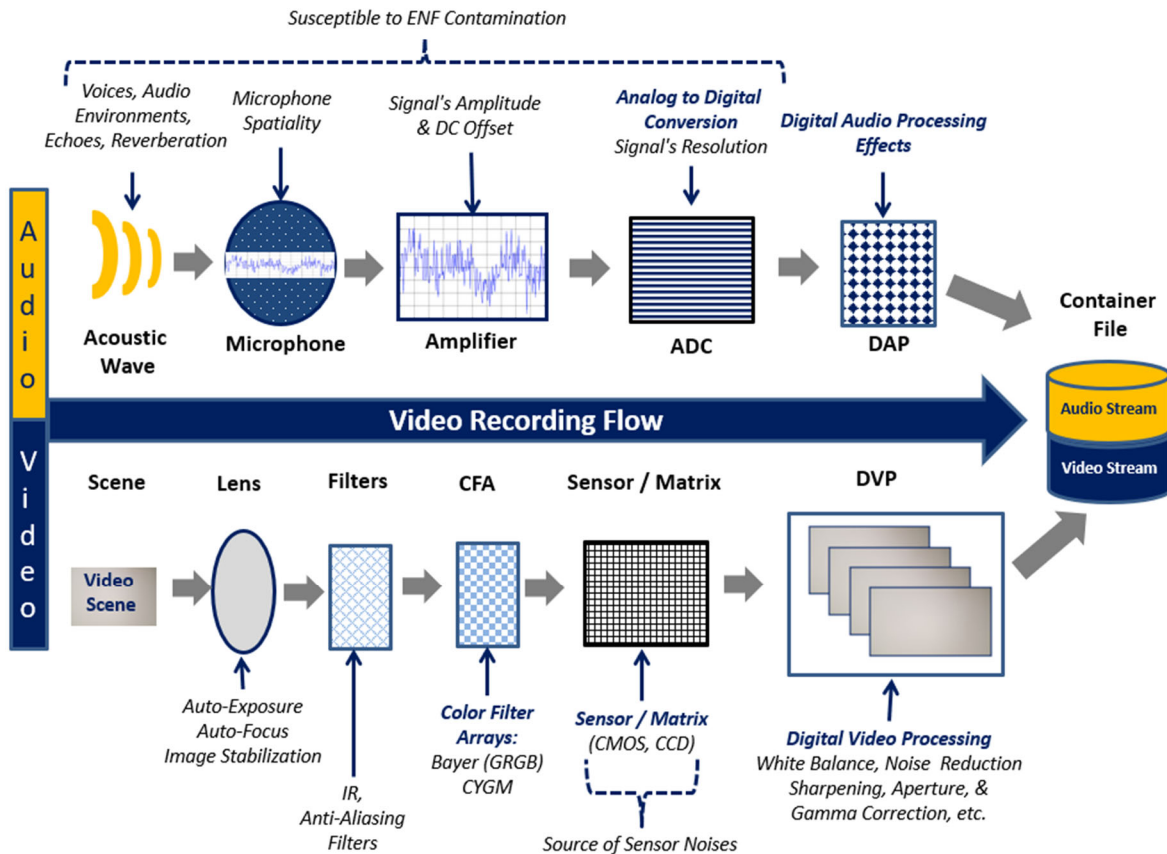 Susceptible to ENF Contamination
Voices, Audio
Environments,
Echoes, Reverberation
Microphone
Spatiality
Signal's Amplitude
& DC Offset
Analog to Digital
Conversion
Signal's Resolution
Digital Audio Processing
Effects
Audio
Acoustic
Wave
Microphone
Amplifier
ADC
DAP
Container
File
Audio Stream
Video Stream
Video Recording Flow
Video
Scene
Lens
Filters
CFA
Sensor / Matrix
DVP
Video
Scene
Auto-Exposure
Auto-Focus
Image Stabilization
IR,
Anti-Aliasing
Filters
Color Filter
Arrays:
Bayer (GRGB)
CYGM
Sensor / Matrix
(CMOS, CCD)
Source of Sensor Noises
Digital Video Processing
White Balance, Noise Reduction
Sharpening, Aperture, &
Gamma Correction, etc.